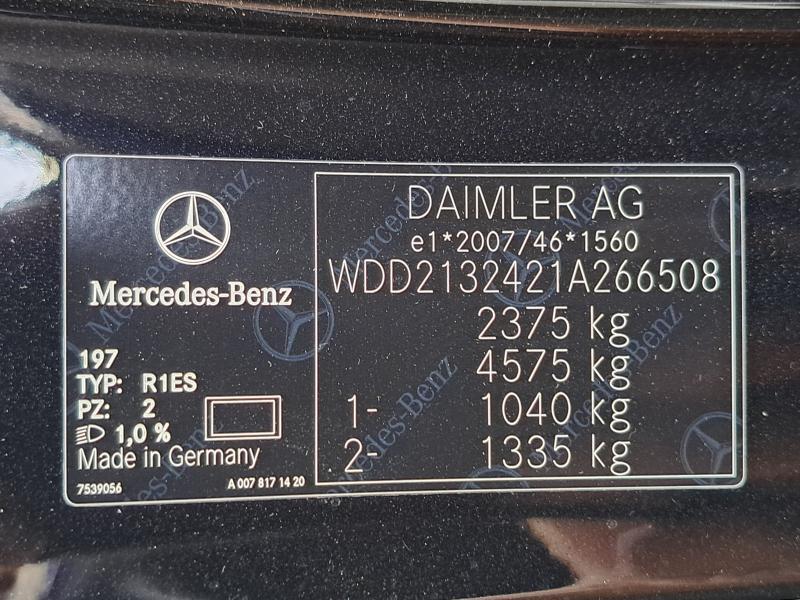 Mercedes-Benz
197
TYP: R1ES
PZ: 2
1,0 %
Made in Germany
7539056
A 007 817 14 20
DAIMLER AG
e1*2007/46*1560
WDD2132421A266508
2375 kg
4575 kg
1- 1040 kg
2- 1335 kg